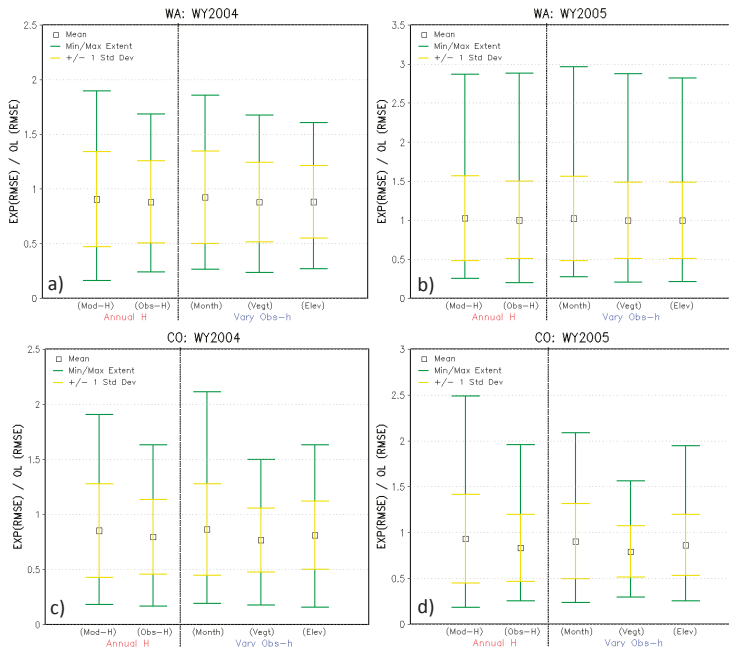 WA: WY2004
2.5
2
1.5
1
0.5
0
EXP(RMSE) / OL (RMSE)
Mean
Min/Max Extent
+/− 1 Std Dev
a)
(Mod−H) (Obs−H) (Month) (Vegt) (Elev)
Annual H Vary Obs−h
WA: WY2005
3.5
3
2.5
2
1.5
1
0.5
0
EXP(RMSE) / OL (RMSE)
Mean
Min/Max Extent
+/− 1 Std Dev
b)
(Mod−H) (Obs−H) (Month) (Vegt) (Elev)
Annual H Vary Obs−h
CO: WY2004
2.5
2
1.5
1
0.5
0
EXP(RMSE) / OL (RMSE)
Mean
Min/Max Extent
+/− 1 Std Dev
c)
(Mod−H) (Obs−H) (Month) (Vegt) (Elev)
Annual H Vary Obs−h
CO: WY2005
3
2.5
2
1.5
1
0.5
0
EXP(RMSE) / OL (RMSE)
Mean
Min/Max Extent
+/− 1 Std Dev
d)
(Mod−H) (Obs−H) (Month) (Vegt) (Elev)
Annual H Vary Obs−h